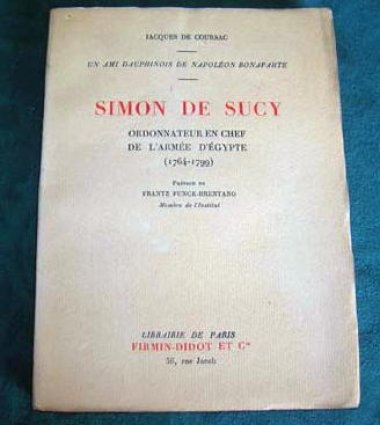 JACQUES DE COURSAC
UN AMI DAUPHINOIS DE NAPOLÉON BONAPARTE
SIMON DE SUCY
ORDONNATEUR EN CHEF
DE L'ARMÉE D'ÉGYPTE
(1764-1799)
PRÉFACE DE
FRANTZ FUNCK-BRENTANO
Membre de l'Institut
LIBRAIRIE DE PARIS
FIRMIN-DIDOT ET Cie
56, rue Jacob